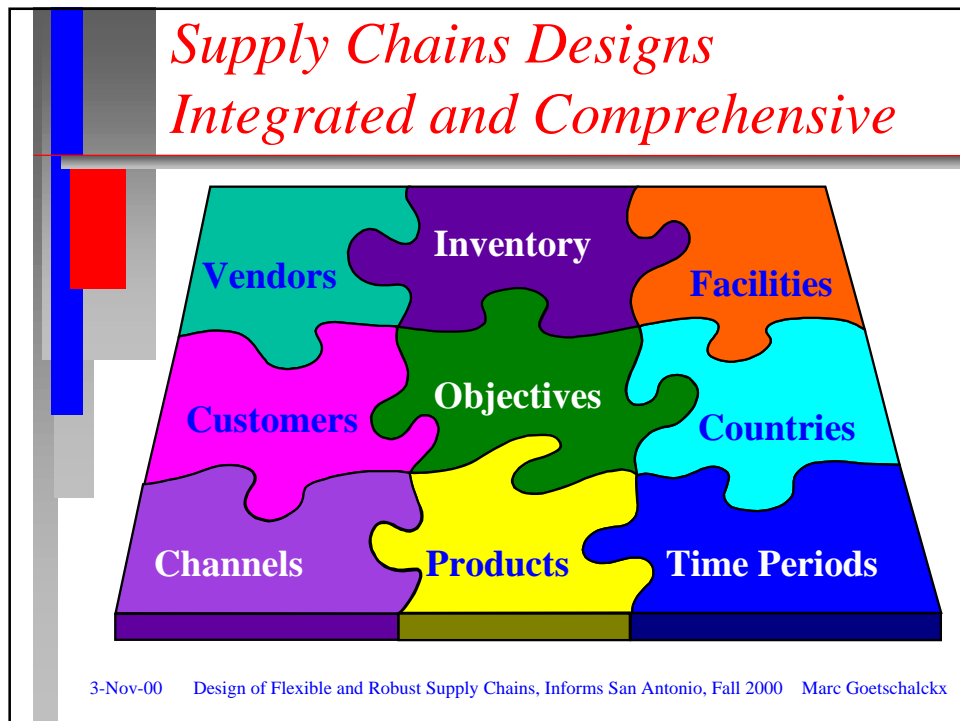 Supply Chains Designs
Integrated and Comprehensive
Vendors
Inventory
Facilities
Customers
Objectives
Countries
Channels
Products
Time Periods
3-Nov-00 Design of Flexible and Robust Supply Chains, Informs San Antonio, Fall 2000 Marc Goetschalckx